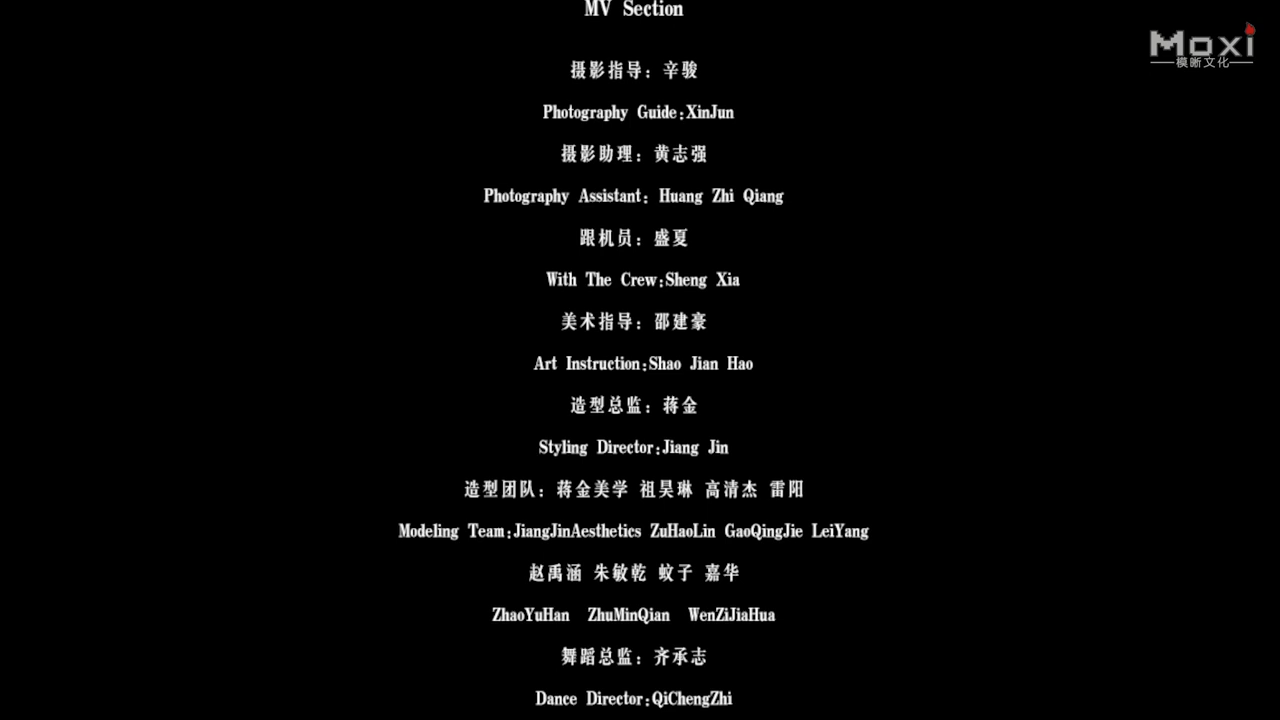 MV Section
Moxi
模晰文化
摄影指导：辛骏
Photography Guide:XinJun
摄影助理：黄志强
Photography Assistant: Huang Zhi Qiang
跟机员：盛夏
With The Crew:Sheng Xia
美术指导：邵建豪
Art Instruction:Shao Jian Hao
造型总监：蒋金
Styling Director:Jiang Jin
造型团队：蒋金美学 祖昊琳 高清杰 雷阳
Modeling Team:JiangJinAesthetics ZuHaoLin GaoQingJie LeiYang
赵禹涵 朱敏乾 蚊子 嘉华
ZhaoYuHan ZhuMinQian WenZiJiaHua
舞蹈总监：齐承志
Dance Director:QiChengZhi